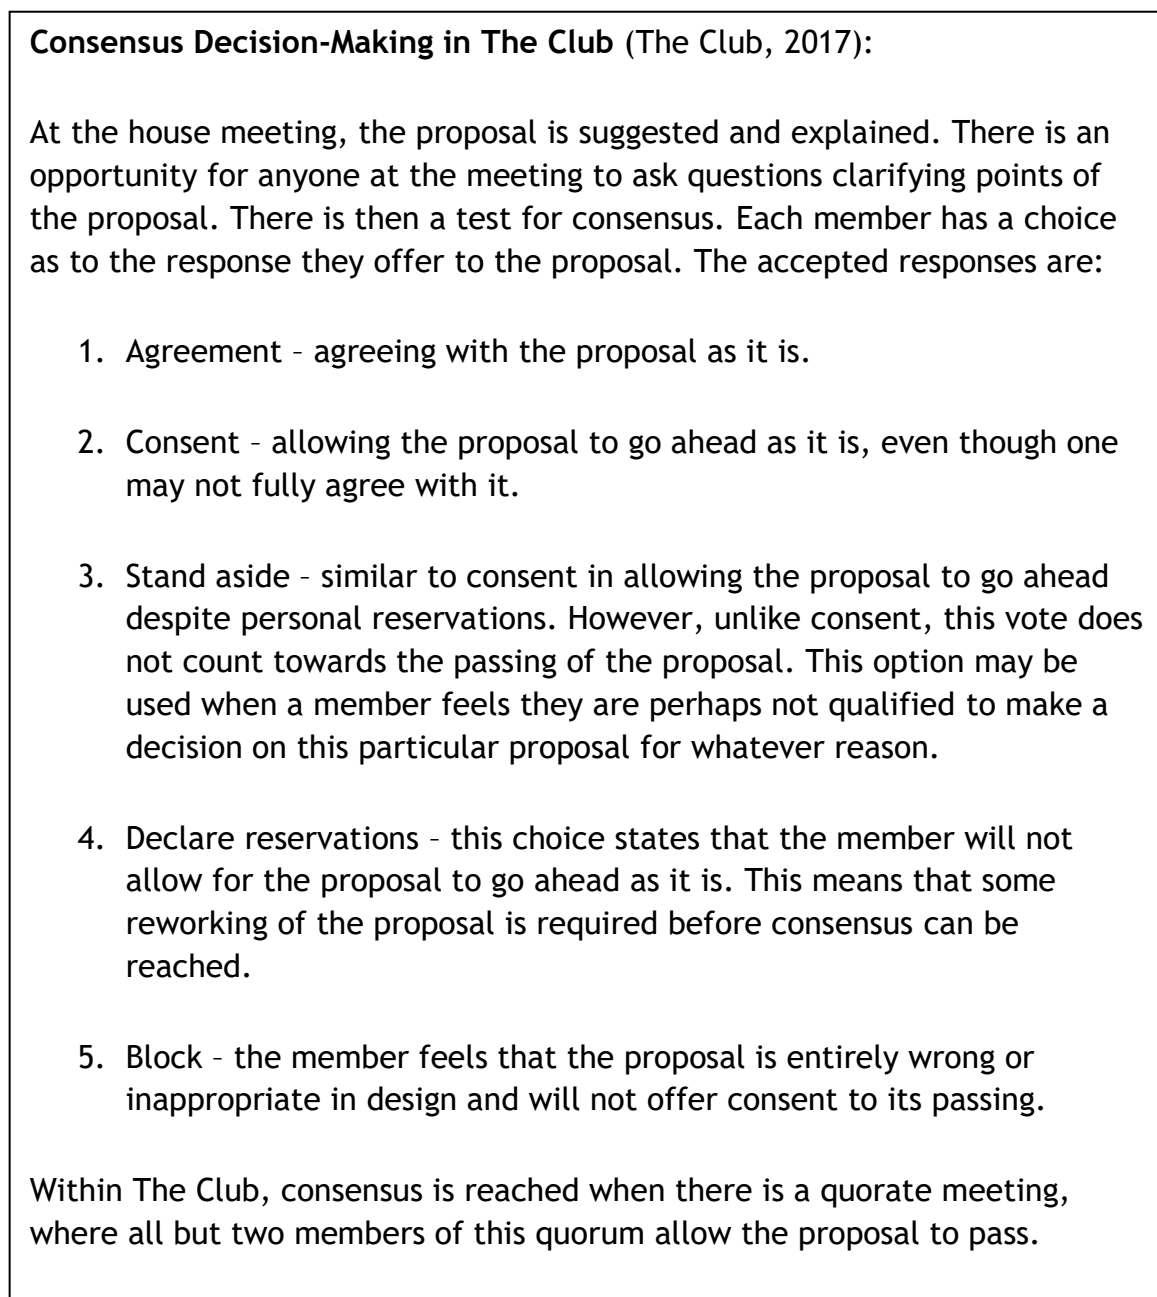 Consensus Decision-Making in The Club (The Club, 2017):
At the house meeting, the proposal is suggested and explained. There is an
opportunity for anyone at the meeting to ask questions clarifying points of
the proposal. There is then a test for consensus. Each member has a choice
as to the response they offer to the proposal. The accepted responses are:
1. Agreement – agreeing with the proposal as it is.
2. Consent – allowing the proposal to go ahead as it is, even though one
may not fully agree with it.
3. Stand aside – similar to consent in allowing the proposal to go ahead
despite personal reservations. However, unlike consent, this vote does
not count towards the passing of the proposal. This option may be
used when a member feels they are perhaps not qualified to make a
decision on this particular proposal for whatever reason.
4. Declare reservations – this choice states that the member will not
allow for the proposal to go ahead as it is. This means that some
reworking of the proposal is required before consensus can be
reached.
5. Block – the member feels that the proposal is entirely wrong or
inappropriate in design and will not offer consent to its passing.
Within The Club, consensus is reached when there is a quorate meeting,
where all but two members of this quorum allow the proposal to pass.